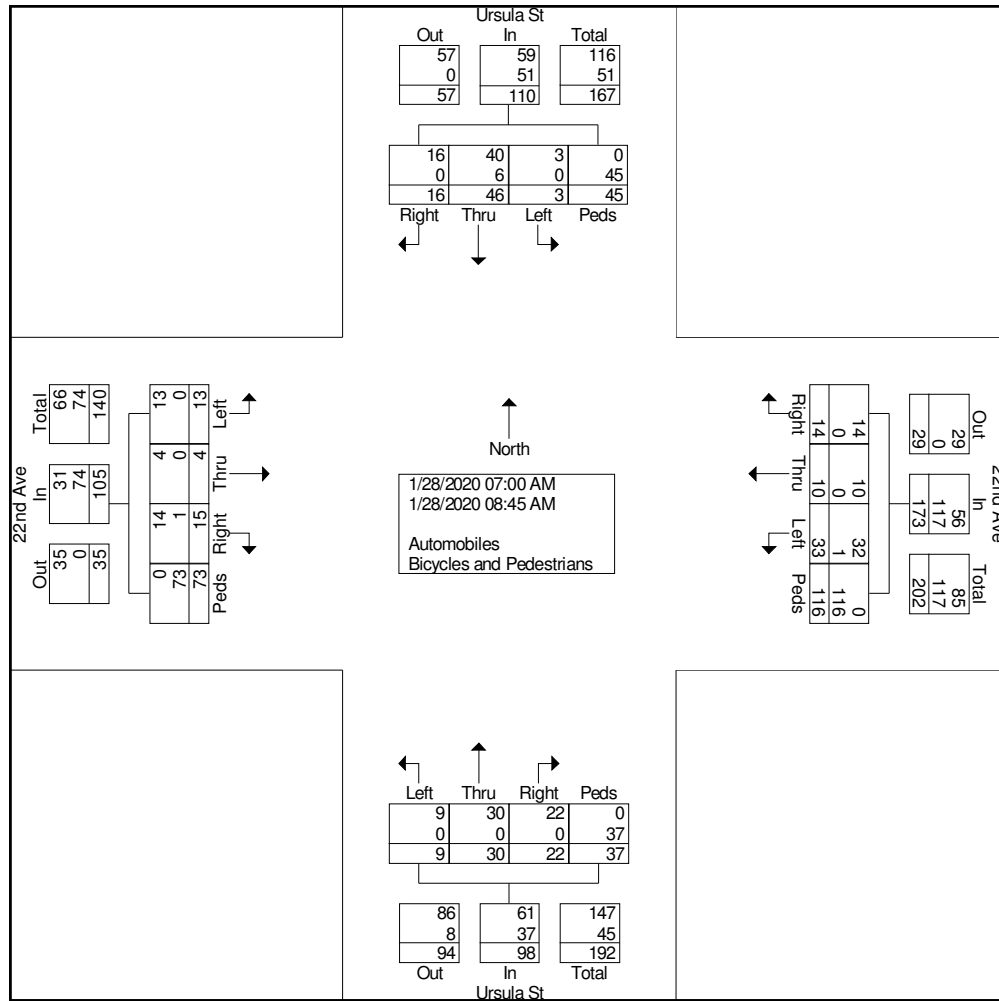 Ursula St
Out In Total
57 59 116
0 51 51
57 110 167
16 40 3 0
0 6 0 45
16 46 3 45
Right Thru Left Peds
22nd Ave
Total In Out
66 31 35
74 74 0
140 105 35
13 4 14 0
0 0 1 73
13 4 15 73
Left Thru Right Peds
North
1/28/2020 07:00 AM
1/28/2020 08:45 AM
Automobiles
Bicycles and Pedestrians
Right Thru Left Peds
14 10 32 0
0 0 1 116
14 10 33 116
22nd Ave
Out In Total
29 56 85
0 117 117
29 173 202
Left Thru Right Peds
9 30 22 0
0 0 0 37
9 30 22 37
86 61 147
8 37 45
94 98 192
Out In Total
Ursula St